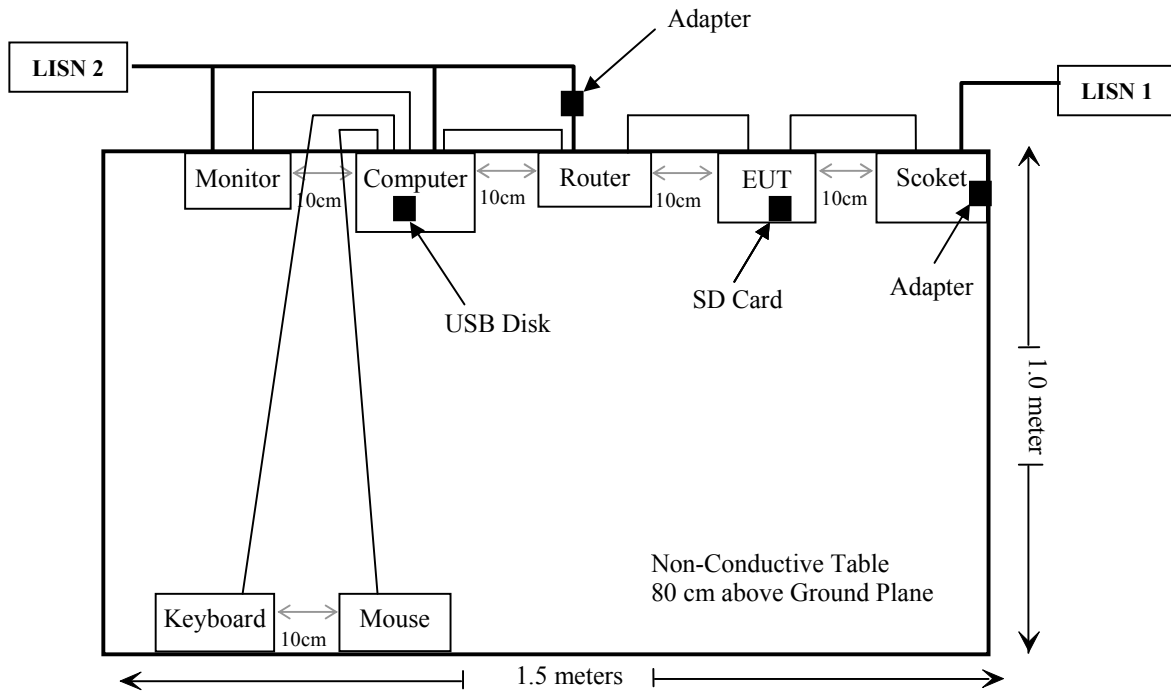 Adapter
LISN 2
LISN 1
Monitor
10cm
Computer
10cm
Router
10cm
EUT
10cm
Scoket
USB Disk
SD Card
Adapter
1.0 meter
Non-Conductive Table
80 cm above Ground Plane
Keyboard
10cm
Mouse
1.5 meters